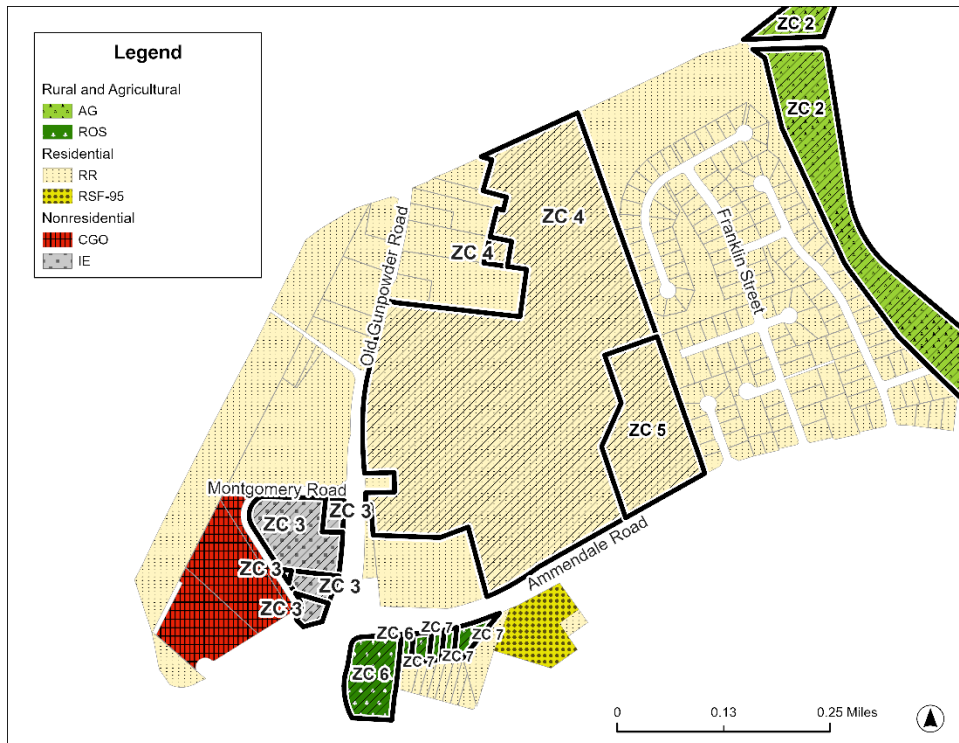 Legend
Rural and Agricultural
AG
ROS
Residential
RR
RSF-95
Nonresidential
CGO
IE
ZC 2
ZC 2
ZC 4
ZC 4
Old Gunpowder Road
Franklin Street
ZC 5
Montgomery Road
ZC 3
ZC 3
ZC 3
ZC 3
ZC 3
Ammendale Road
ZC 6
ZC 7
ZC 7
ZC 7
ZC 7
ZC 6
0
0.13
0.25 Miles